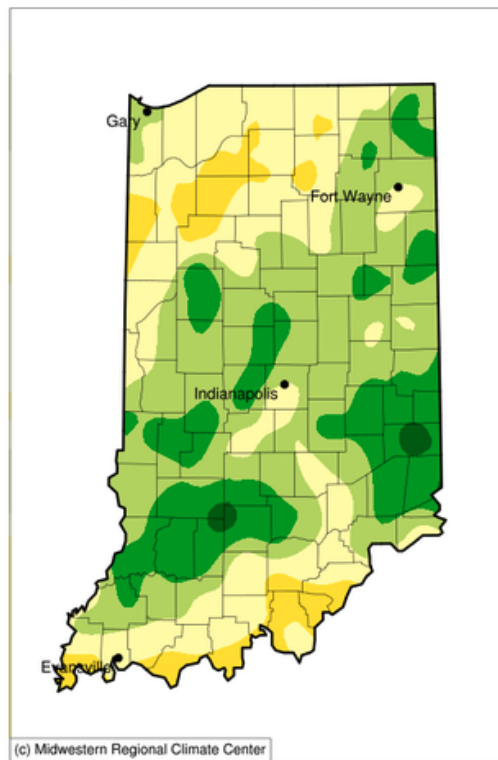 Gary
Fort Wayne
Indianapolis
Evansville
(c) Midwestern Regional Climate Center